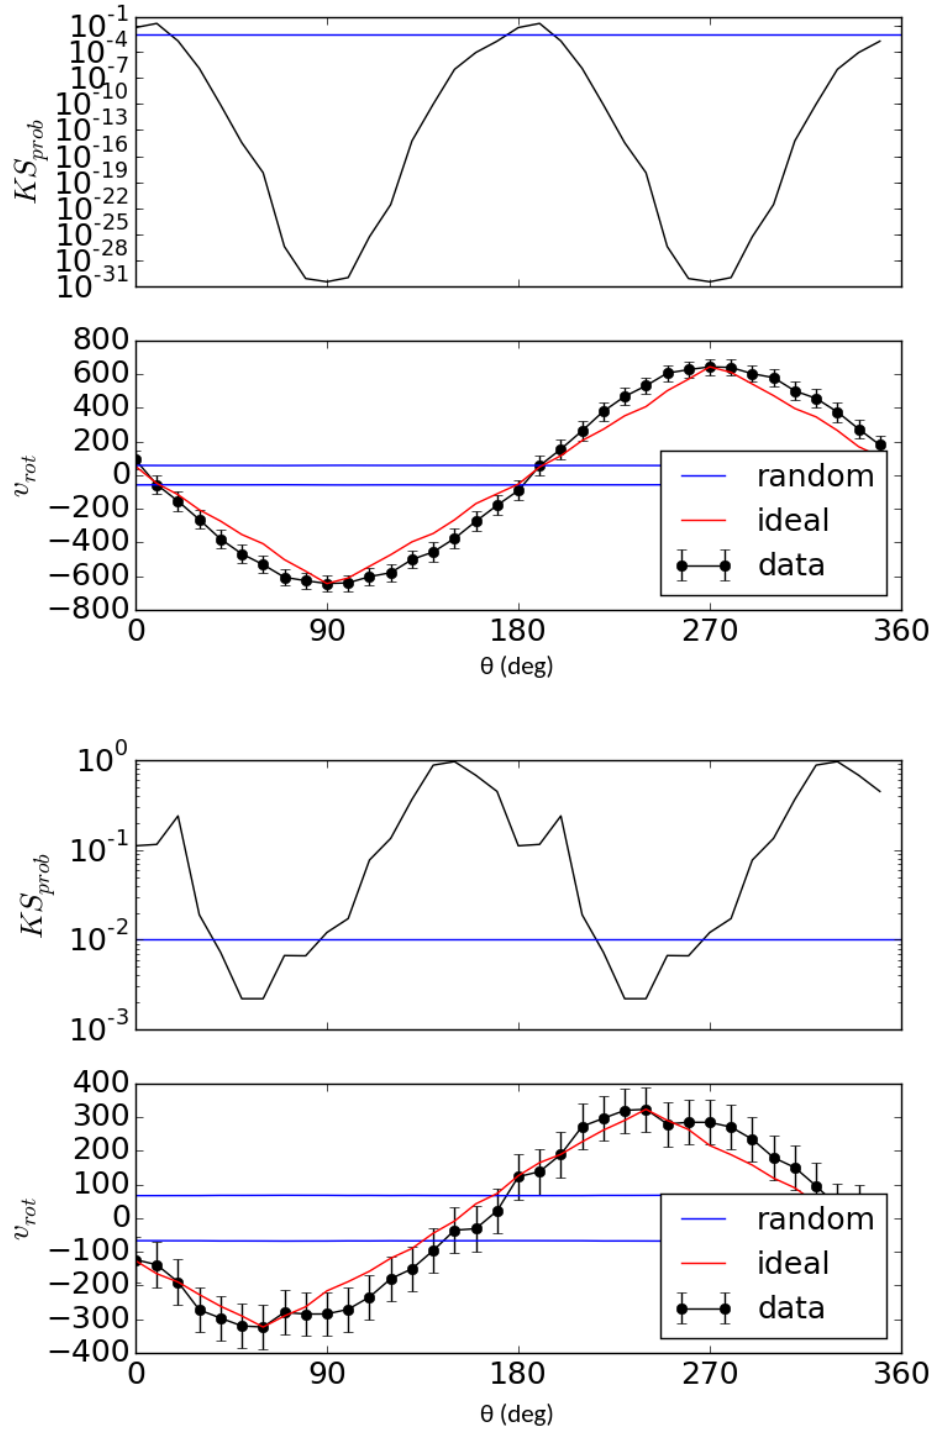 10^-1
10^-4
10^-7
10^-10
10^-13
10^-16
10^-19
10^-22
10^-25
10^-28
10^-31
KS_prob
800
600
400
200
0
−200
−400
−600
−800
v_rot
random
ideal
data
0 90 180 270 360
θ (deg)
10^0
10^-1
10^-2
10^-3
KS_prob
400
300
200
100
0
−100
−200
−300
−400
v_rot
random
ideal
data
0 90 180 270 360
θ (deg)